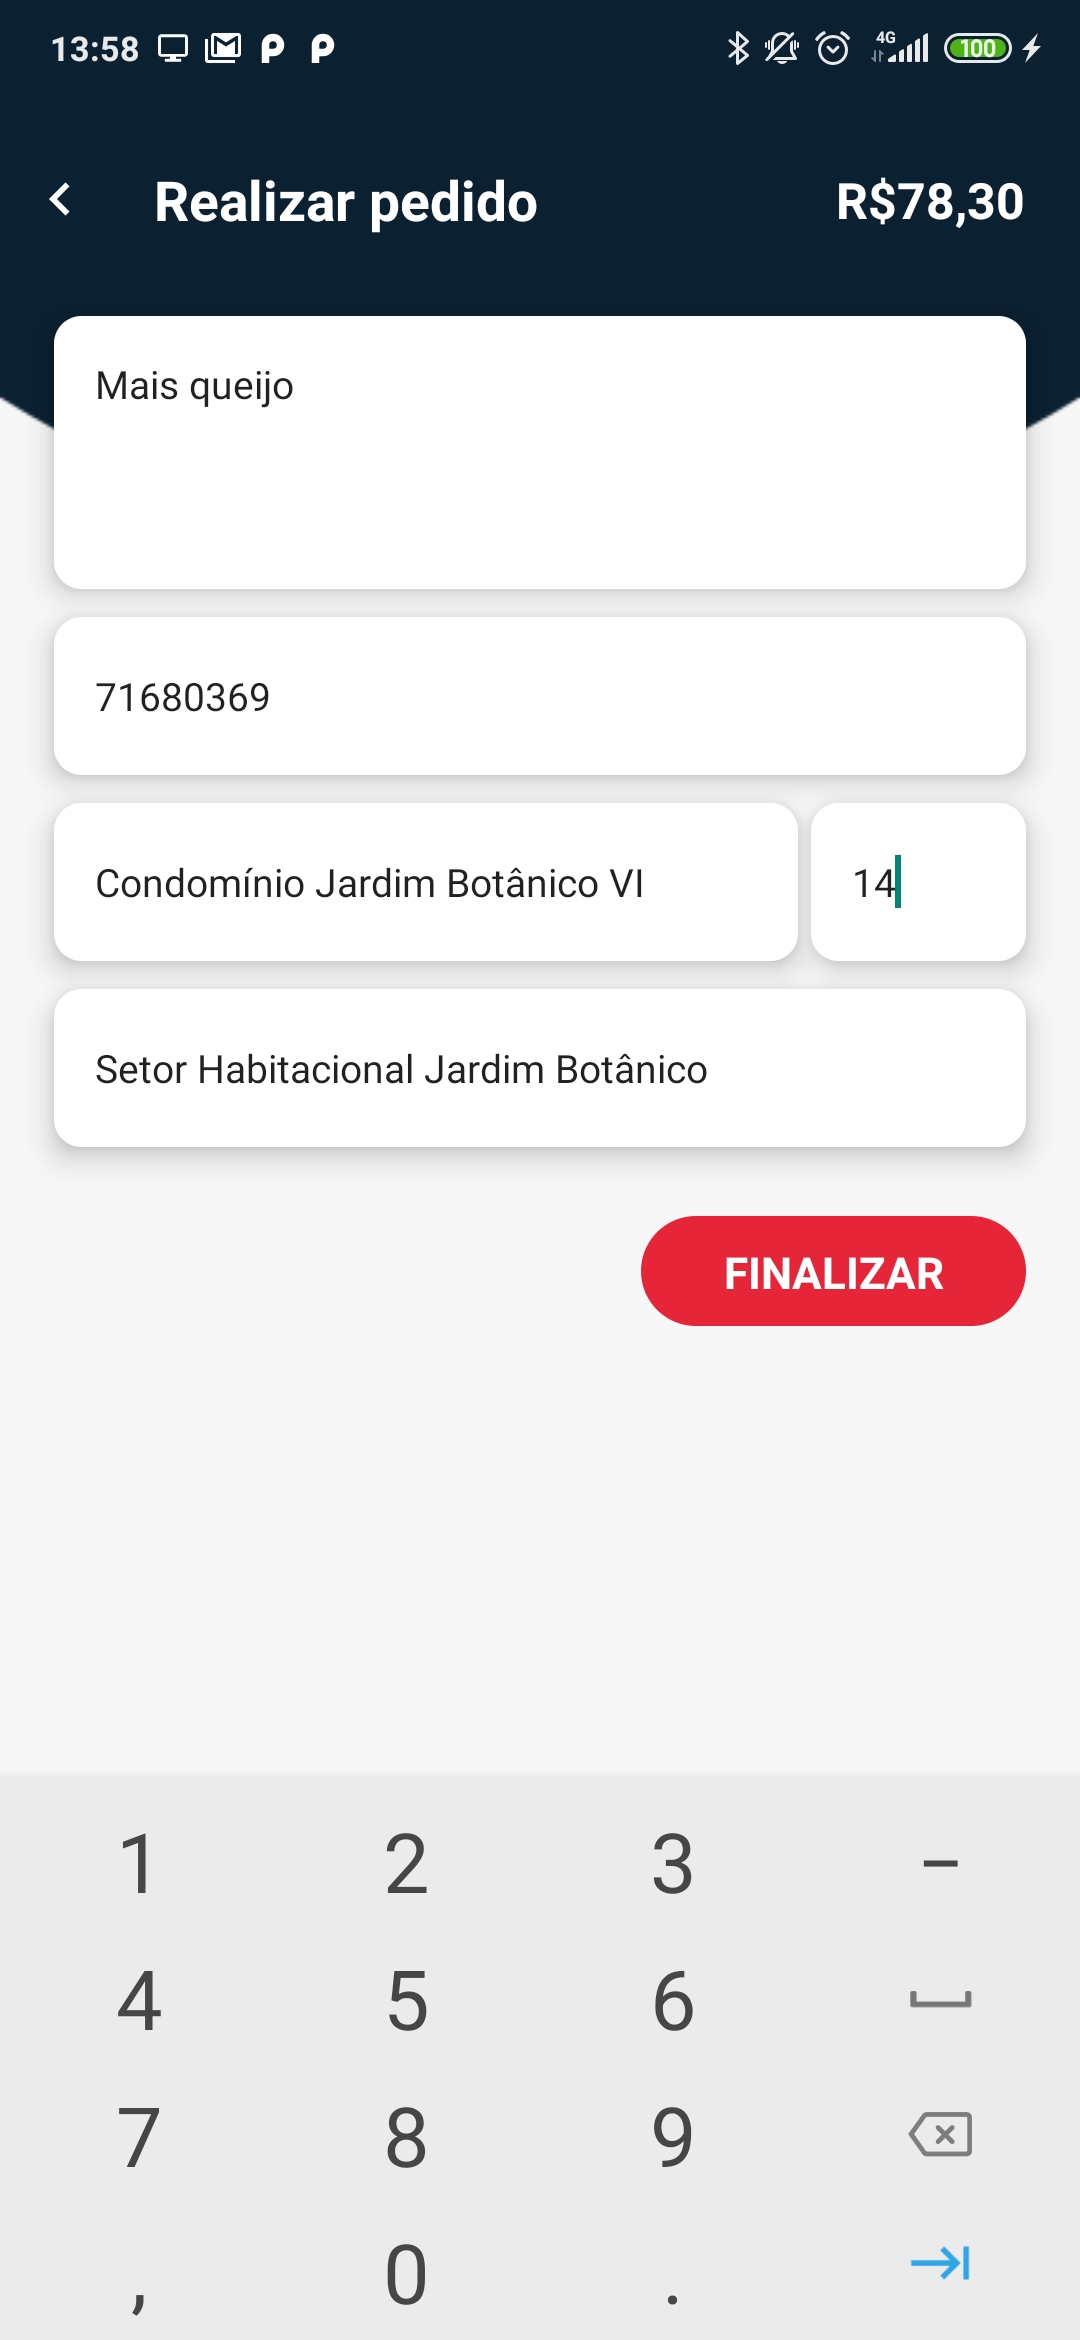 13:58
4G
100
Realizar pedido
R$78,30
Mais queijo
71680369
Condomínio Jardim Botânico VI
14
Setor Habitacional Jardim Botânico
FINALIZAR
1 2 3 –
4 5 6
7 8 9
, 0 .